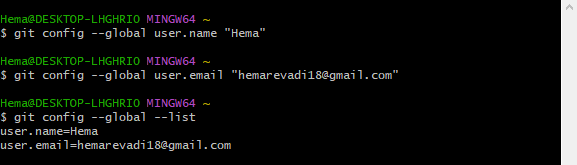 Hema@DESKTOP-LHGHRIO MINGW64 ~
$ git config --global user.name "Hema"
Hema@DESKTOP-LHGHRIO MINGW64 ~
$ git config --global user.email "hemarevadi18@gmail.com"
Hema@DESKTOP-LHGHRIO MINGW64 ~
$ git config --global --list
user.name=Hema
user.email=hemarevadi18@gmail.com